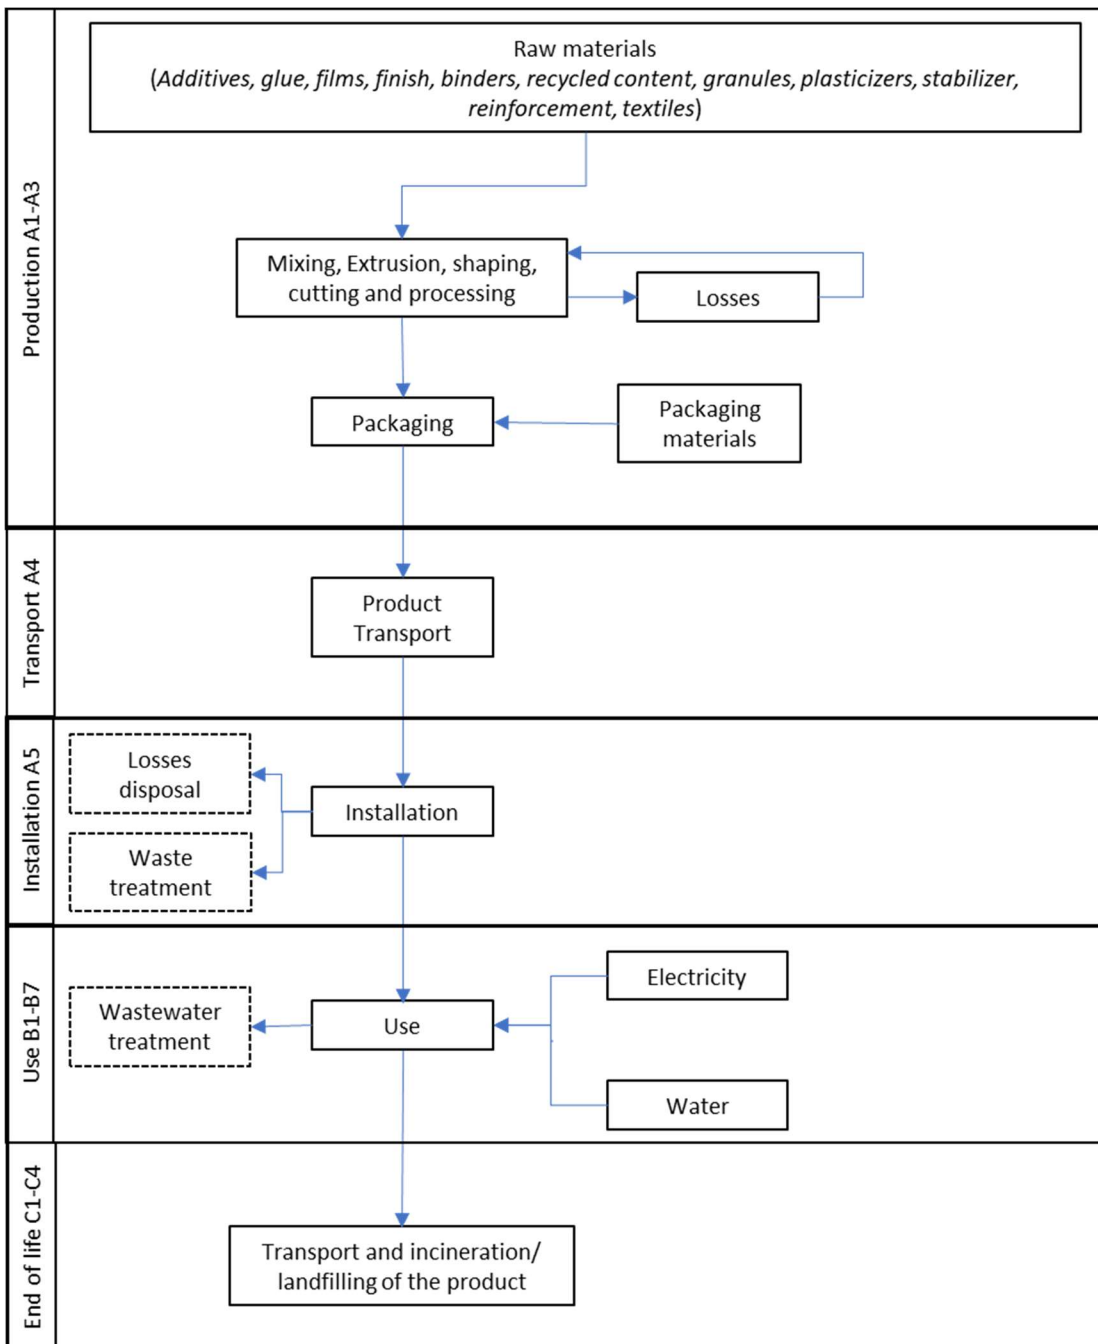 Production A1-A3
Raw materials
(Additives, glue, films, finish, binders, recycled content, granules, plasticizers, stabilizer,
reinforcement, textiles)
Mixing, Extrusion, shaping,
cutting and processing
Losses
Packaging
Packaging
materials
Transport A4
Product
Transport
Installation A5
Losses
disposal
Installation
Waste
treatment
Use B1-B7
Electricity
Wastewater
treatment
Use
Water
End of life C1-C4
Transport and incineration/
landfilling of the product